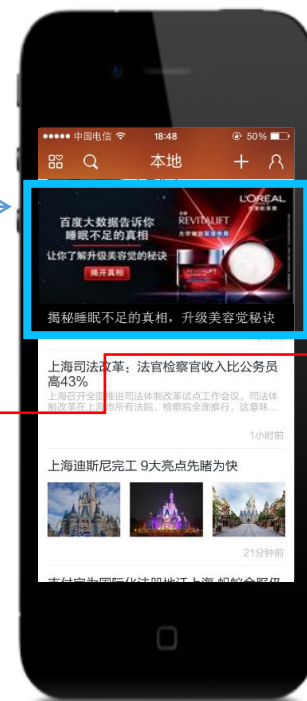 中国电信 18:48 50%
本地
L'ORÉAL
百度大数据告诉你
睡眠不足的真相
REVITALIFT
让你了解升级美容觉的秘诀
揭开真相
揭秘睡眠不足的真相，升级美容觉秘诀
上海司法改革：法官检察官收入比公务员
高43%
上海召开全面推进司法体制改革试点工作会议，司法体
制改革在上海市所有法院、检察院全面推行，这意味...
1小时前
上海迪斯尼完工 9大亮点先睹为快
21分钟前